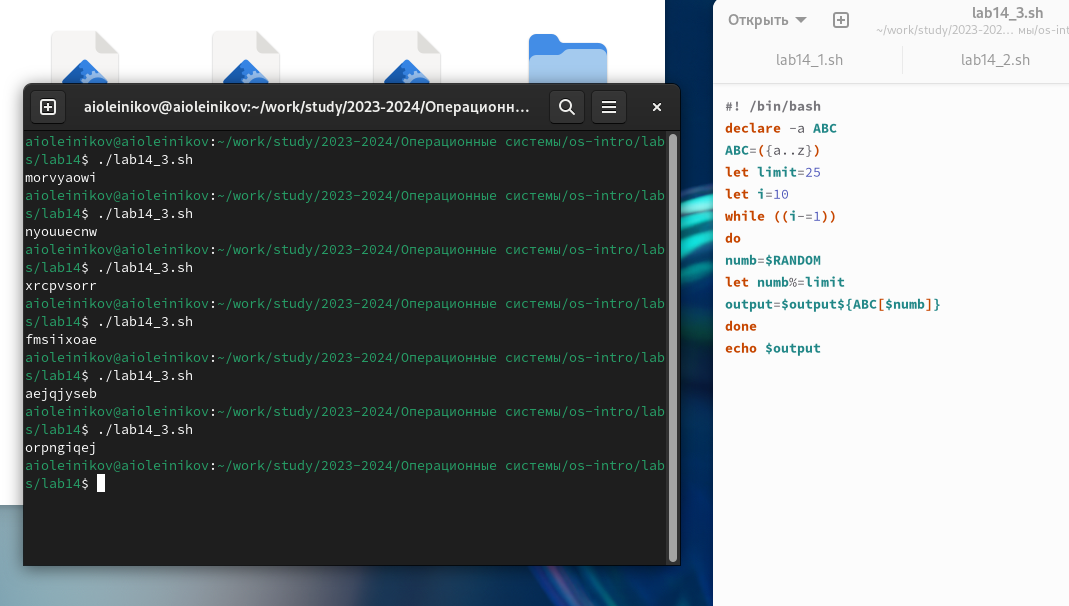 aioleinikov@aioleinikov:~/work/study/2023-2024/Операционн...
aioleinikov@aioleinikov:~/work/study/2023-2024/Операционные системы/os-intro/lab
s/lab14$ ./lab14_3.sh
morvyaowi
aioleinikov@aioleinikov:~/work/study/2023-2024/Операционные системы/os-intro/lab
s/lab14$ ./lab14_3.sh
nyouuecnw
aioleinikov@aioleinikov:~/work/study/2023-2024/Операционные системы/os-intro/lab
s/lab14$ ./lab14_3.sh
xrcpvsorr
aioleinikov@aioleinikov:~/work/study/2023-2024/Операционные системы/os-intro/lab
s/lab14$ ./lab14_3.sh
fmsiixoae
aioleinikov@aioleinikov:~/work/study/2023-2024/Операционные системы/os-intro/lab
s/lab14$ ./lab14_3.sh
aejqjyseb
aioleinikov@aioleinikov:~/work/study/2023-2024/Операционные системы/os-intro/lab
s/lab14$ ./lab14_3.sh
orpngiqej
aioleinikov@aioleinikov:~/work/study/2023-2024/Операционные системы/os-intro/lab
s/lab14$
Открыть
lab14_3.sh
~/work/study/2023-202... мы/os-int
lab14_1.sh
lab14_2.sh
#! /bin/bash
declare -a ABC
ABC=({a..z})
let limit=25
let i=10
while ((i-=1))
do
numb=$RANDOM
let numb%=limit
output=$output${ABC[$numb]}
done
echo $output